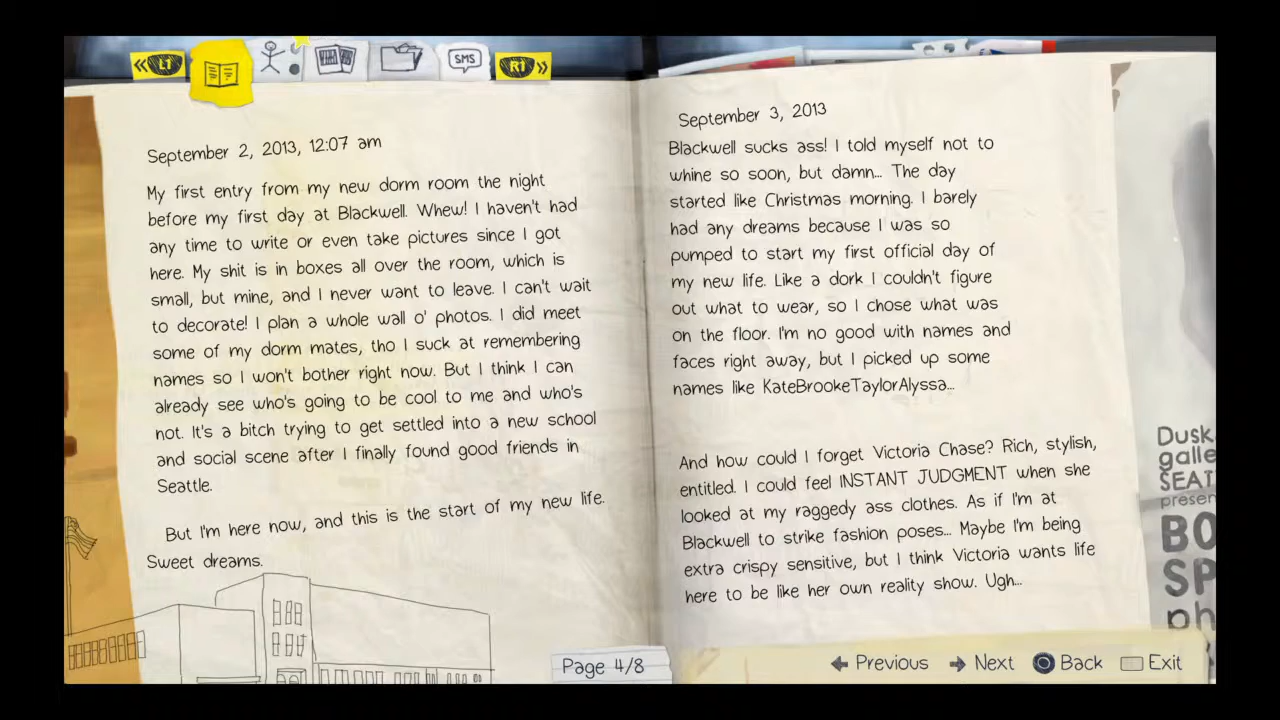 << L1
SMS
R1 >>
September 2, 2013, 12:07 am
My first entry from my new dorm room the night
before my first day at Blackwell. Whew! I haven't had
any time to write or even take pictures since I got
here. My shit is in boxes all over the room, which is
small, but mine, and I never want to leave. I can't wait
to decorate! I plan a whole wall o' photos. I did meet
some of my dorm mates, tho I suck at remembering
names so I won't bother right now. But I think I can
already see who's going to be cool to me and who's
not. It's a bitch trying to get settled into a new school
and social scene after I finally found good friends in
Seattle.
But I'm here now, and this is the start of my new life.
Sweet dreams.
September 3, 2013
Blackwell sucks ass! I told myself not to
whine so soon, but damn... The day
started like Christmas morning. I barely
had any dreams because I was so
pumped to start my first official day of
my new life. Like a dork I couldn't figure
out what to wear, so I chose what was
on the floor. I'm no good with names and
faces right away, but I picked up some
names like KateBrookeTaylorAlyssa...
And how could I forget Victoria Chase? Rich, stylish,
entitled. I could feel INSTANT JUDGMENT when she
looked at my raggedy ass clothes. As if I'm at
Blackwell to strike fashion poses... Maybe I'm being
extra crispy sensitive, but I think Victoria wants life
here to be like her own reality show. Ugh...
Dusk
galle
SEAT
presen
BO
SP
ph
Page 4/8
Previous Next Back Exit